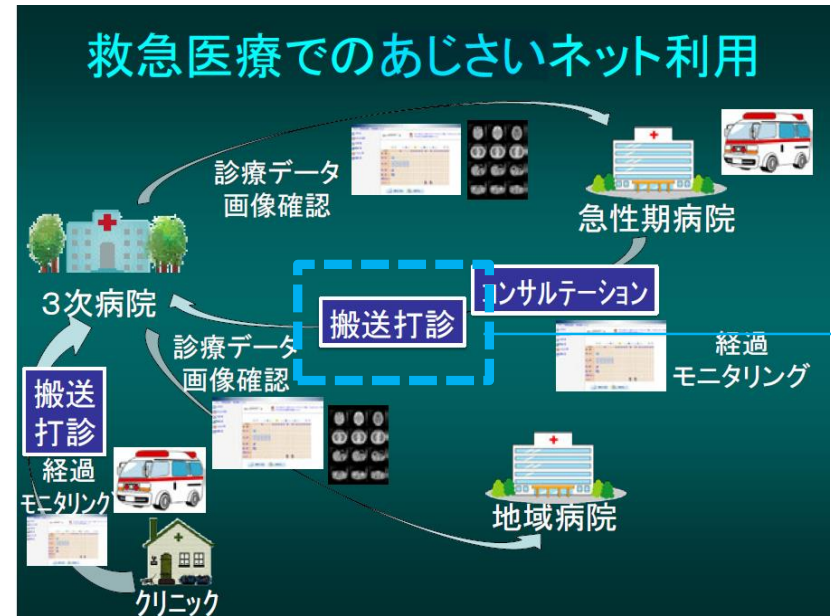 救急医療でのあじさいネット利用
診療データ
画像確認
急性期病院
3次病院
搬送打診
コンサルテーション
診療データ
画像確認
経過
モニタリング
搬送
打診
経過
モニタリング
地域病院
クリニック